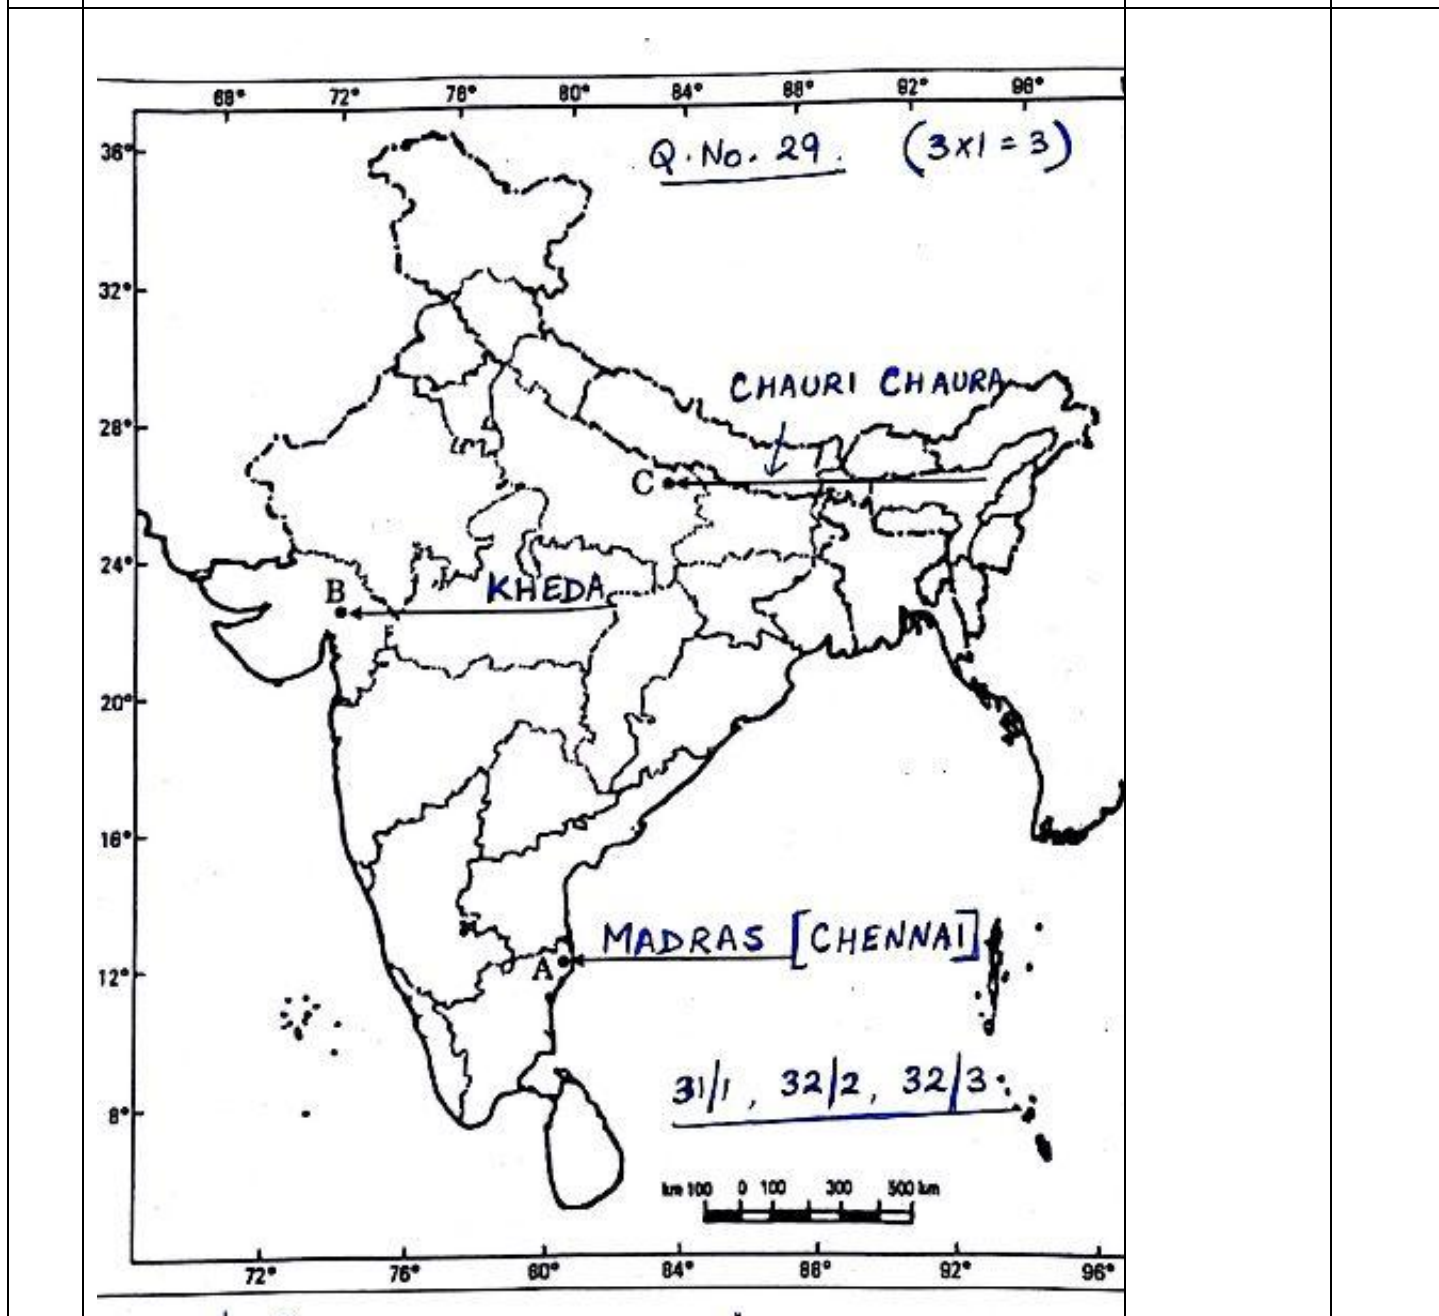 68° 72° 76° 80° 84° 88° 92° 96°
Q.No. 29. (3x1=3)
36°
32°
CHAURI CHAURA
28°
C
24°
B
KHEDA
20°
16°
MADRAS [CHENNAI]
A
12°
31/1, 32/2, 32/3
8°
km 100 0 100 300 500 km
72° 76° 80° 84° 88° 92° 96°